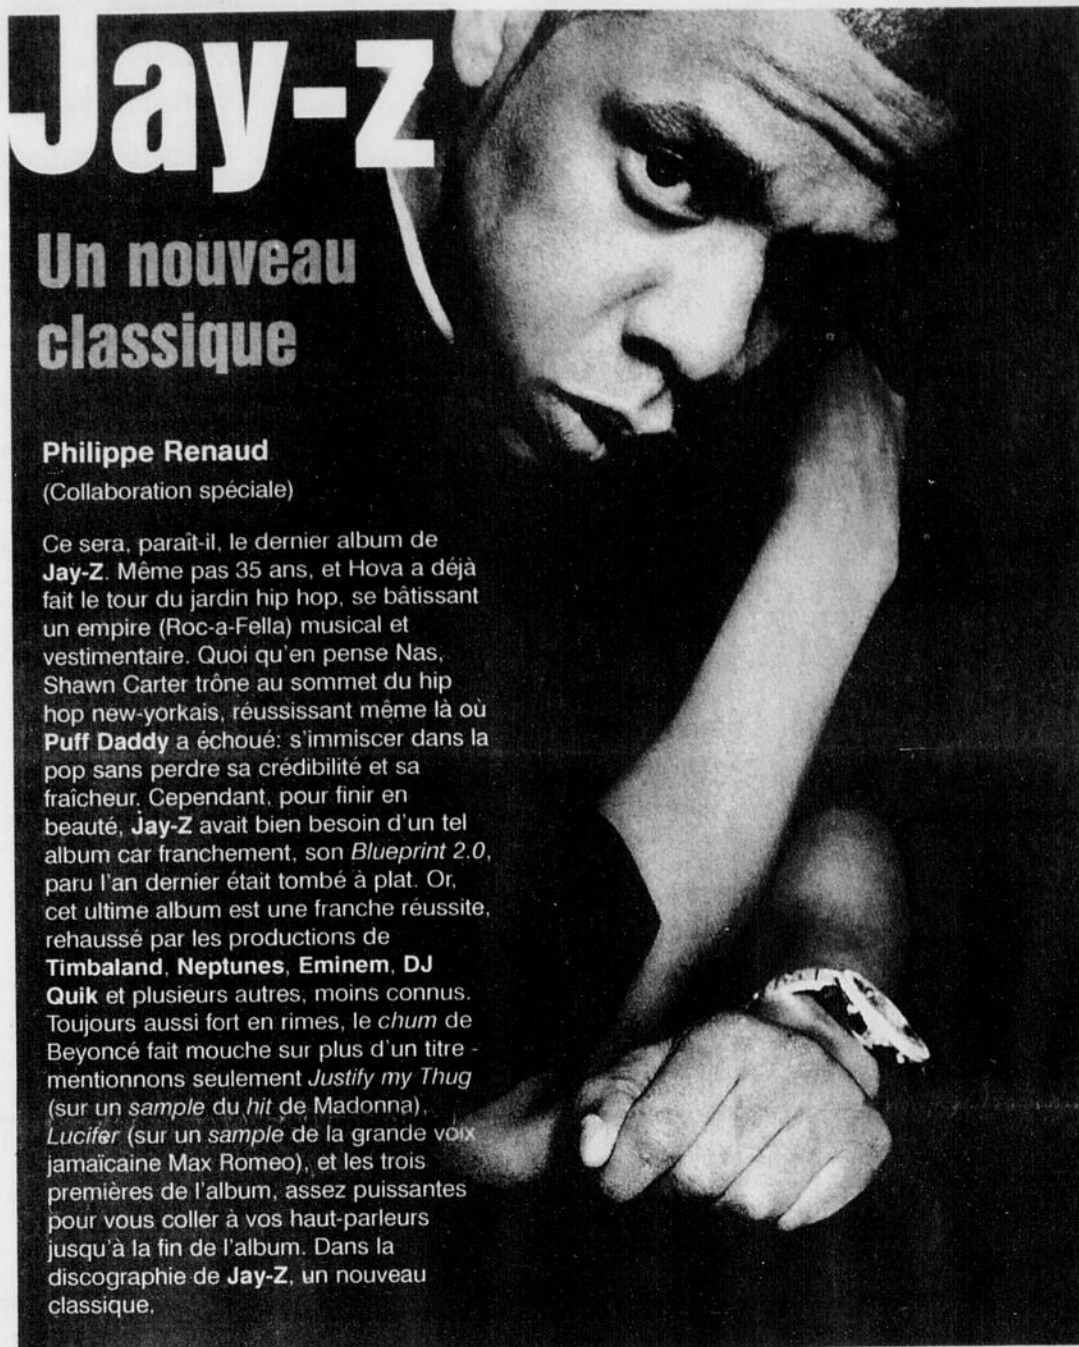 Jay-z
Un nouveau
classique
Philippe Renaud
(Collaboration spéciale)
Ce sera, paraît-il, le dernier album de
Jay-Z. Même pas 35 ans, et Hova a déjà
fait le tour du jardin hip hop, se bâtissant
un empire (Roc-a-Fella) musical et
vestimentaire. Quoi qu'en pense Nas,
Shawn Carter trône au sommet du hip
hop new-yorkais, réussissant même là où
Puff Daddy a échoué: s'immiscer dans la
pop sans perdre sa crédibilité et sa
fraîcheur. Cependant, pour finir en
beauté, Jay-Z avait bien besoin d'un tel
album car franchement, son Blueprint 2.0,
paru l'an dernier était tombé à plat. Or,
cet ultime album est une franche réussite,
rehaussé par les productions de
Timbaland, Neptunes, Eminem, DJ
Quik et plusieurs autres, moins connus.
Toujours aussi fort en rimes, le chum de
Beyoncé fait mouche sur plus d'un titre -
mentionnons seulement Justify my Thug
(sur un sample du hit de Madonna),
Lucifer (sur un sample de la grande voix
jamaïcaine Max Romeo), et les trois
premières de l'album, assez puissantes
pour vous coller à vos haut-parleurs
jusqu'à la fin de l'album. Dans la
discographie de Jay-Z, un nouveau
classique.